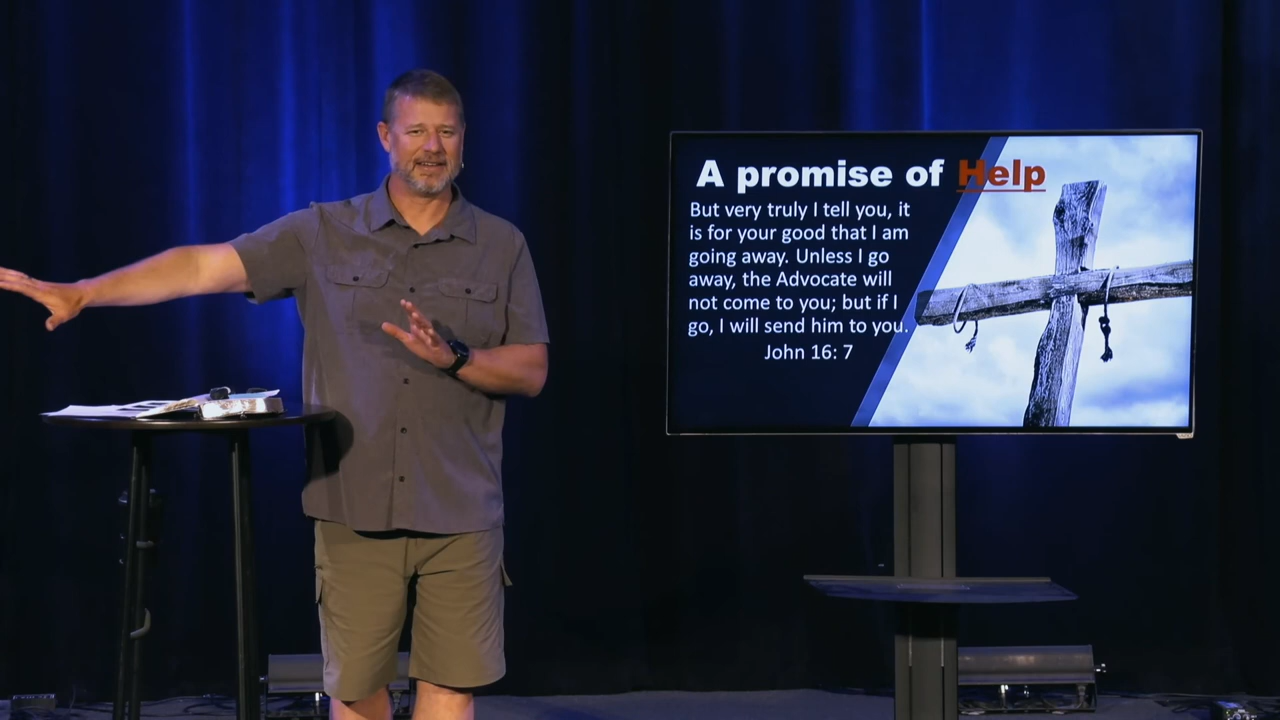 A promise of Help
But very truly I tell you, it
is for your good that I am
going away. Unless I go
away, the Advocate will
not come to you; but if I
go, I will send him to you.
John 16: 7